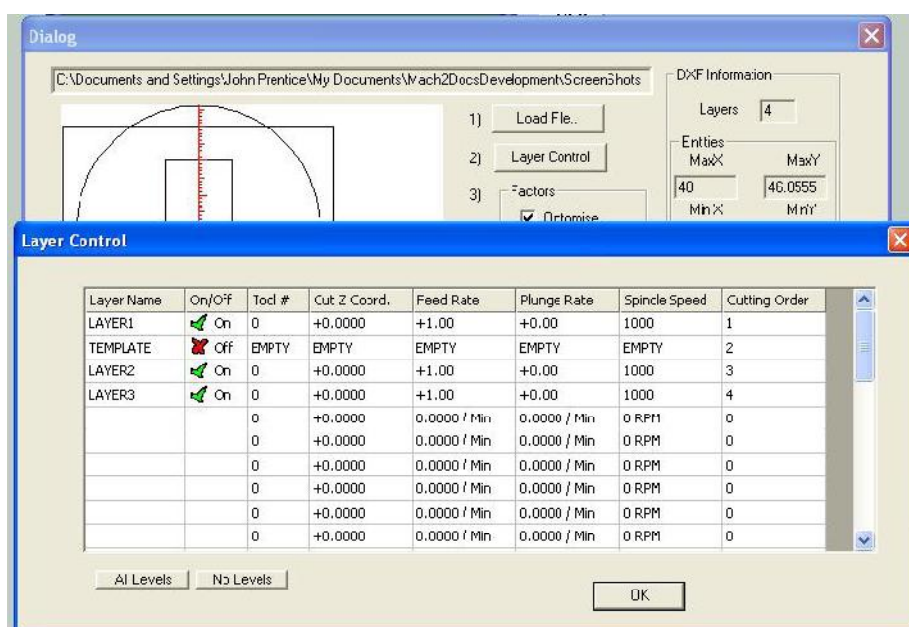 Dialog
C:\Documents and Settings\John Prentice\My Documents\Mach2DocsDevelopment\ScreenShots
DXF Information
1) Load File..
Layers 4
2) Layer Control
Entities
MaxX MaxY
3) Factors
40 46.0555
Optomise
MinX MinY
Layer Control
Layer Name On/Off Tool # Cut Z Coord. Feed Rate Plunge Rate Spindle Speed Cutting Order
LAYER1 On 0 +0.0000 +1.00 +0.00 1000 1
TEMPLATE Off EMPTY EMPTY EMPTY EMPTY EMPTY 2
LAYER2 On 0 +0.0000 +1.00 +0.00 1000 3
LAYER3 On 0 +0.0000 +1.00 +0.00 1000 4
0 +0.0000 0.0000 / Min 0.0000 / Min 0 RPM 0
0 +0.0000 0.0000 / Min 0.0000 / Min 0 RPM 0
0 +0.0000 0.0000 / Min 0.0000 / Min 0 RPM 0
0 +0.0000 0.0000 / Min 0.0000 / Min 0 RPM 0
0 +0.0000 0.0000 / Min 0.0000 / Min 0 RPM 0
0 +0.0000 0.0000 / Min 0.0000 / Min 0 RPM 0
All Levels No Levels
OK